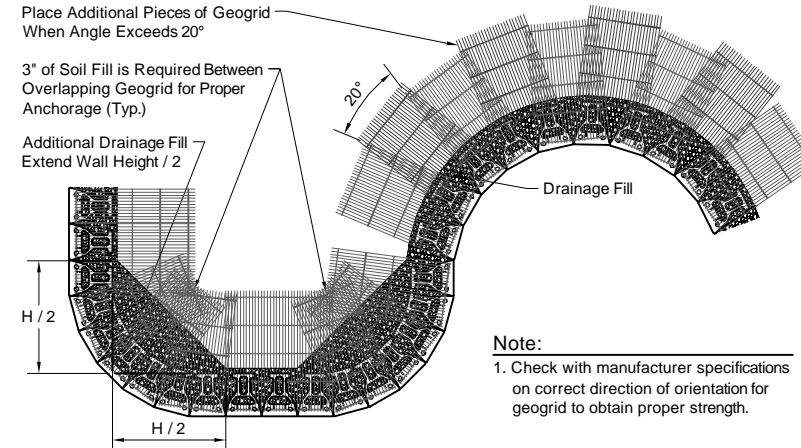 Place Additional Pieces of Geogrid
When Angle Exceeds 20°
3" of Soil Fill is Required Between
Overlapping Geogrid for Proper
Anchorage (Typ.)
Additional Drainage Fill
Extend Wall Height / 2
20°
Drainage Fill
H / 2
H / 2
Note:
1. Check with manufacturer specifications
on correct direction of orientation for
geogrid to obtain proper strength.